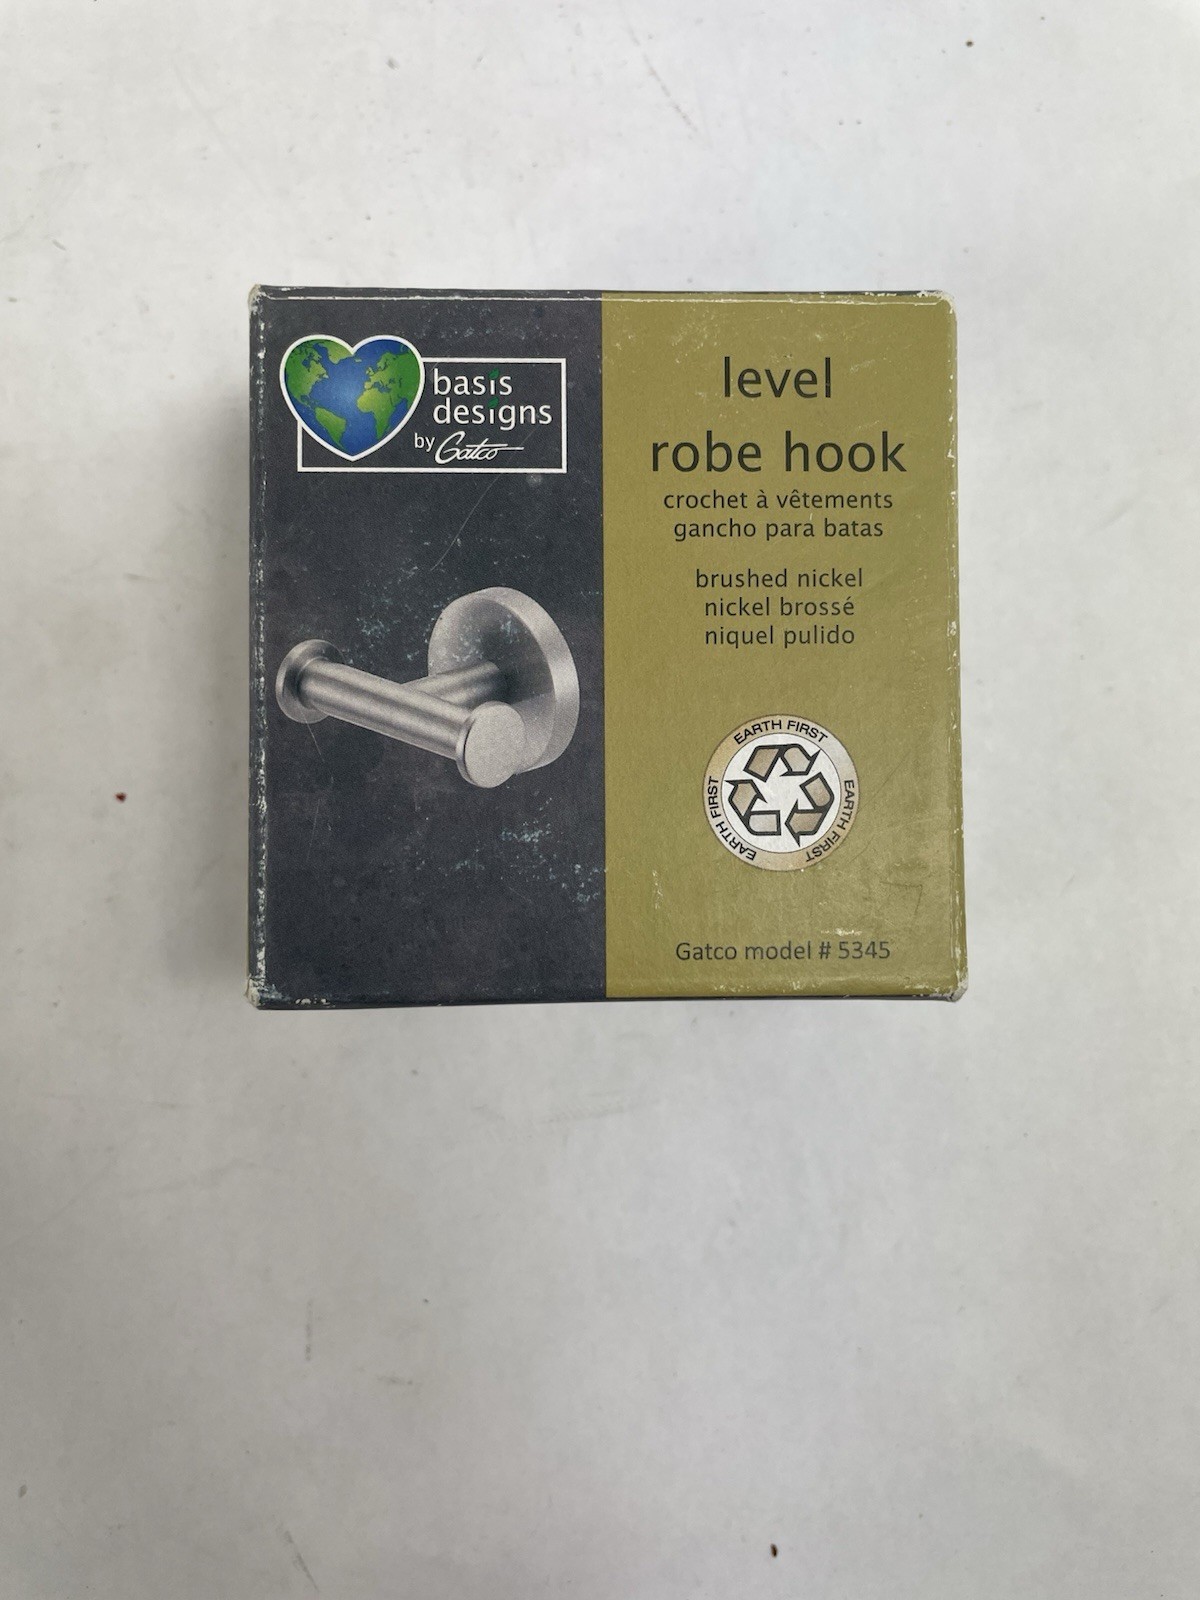 basis
designs
by Gatco
level
robe hook
crochet à vêtements
gancho para batas
brushed nickel
nickel brossé
niquel pulido
EARTH FIRST
EARTH FIRST
EARTH FIRST
Gatco model # 5345